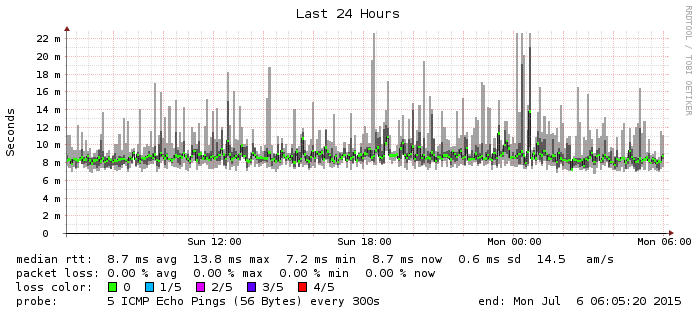 Last 24 Hours
RRDTOOL / TOBI OETIKER
Seconds
22 m
20 m
18 m
16 m
14 m
12 m
10 m
8 m
6 m
4 m
2 m
0
Sun 12:00 Sun 18:00 Mon 00:00 Mon 06:00
median rtt: 8.7 ms avg 13.8 ms max 7.2 ms min 8.7 ms now 0.6 ms sd 14.5 am/s
packet loss: 0.00 % avg 0.00 % max 0.00 % min 0.00 % now
loss color: 0 1/5 2/5 3/5 4/5
probe: 5 ICMP Echo Pings (56 Bytes) every 300s end: Mon Jul 6 06:05:20 2015